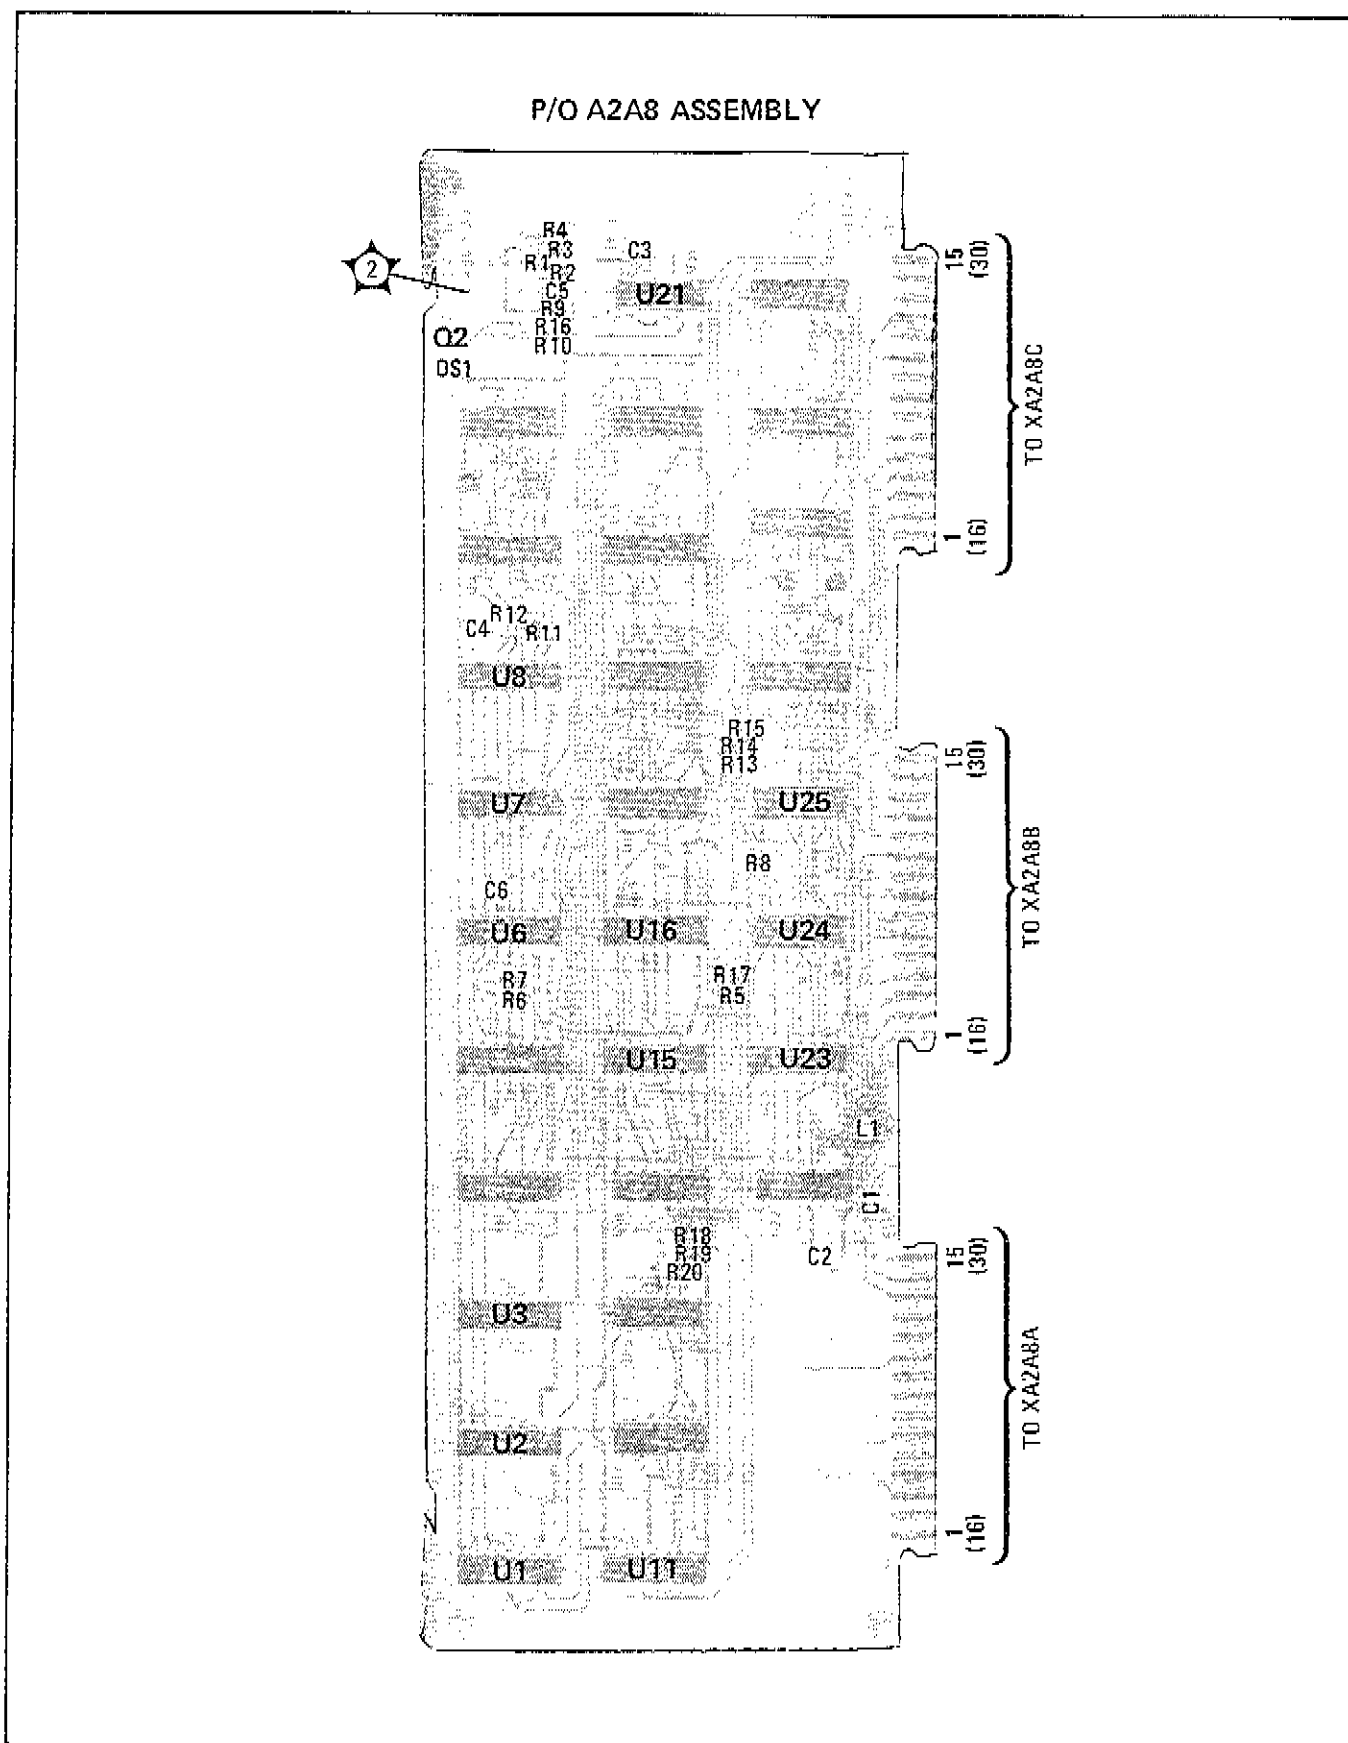 P/O A2A8 ASSEMBLY
R4
R3
C3
R1
R2
2
C5
U21
R9
R16
Q2
R10
DS1
15
(30)
TO XA2A8C
1
(16)
R12
C4
R11
U8
R15
R14
R13
15
(30)
U7
U25
R8
C6
TO XA2A8B
U6
U16
U24
R7
R17
R6
R5
1
(16)
U15
U23
L1
C1
R18
R19
C2
R20
15
(30)
U3
TO XA2A8A
U2
1
(16)
U1
U11